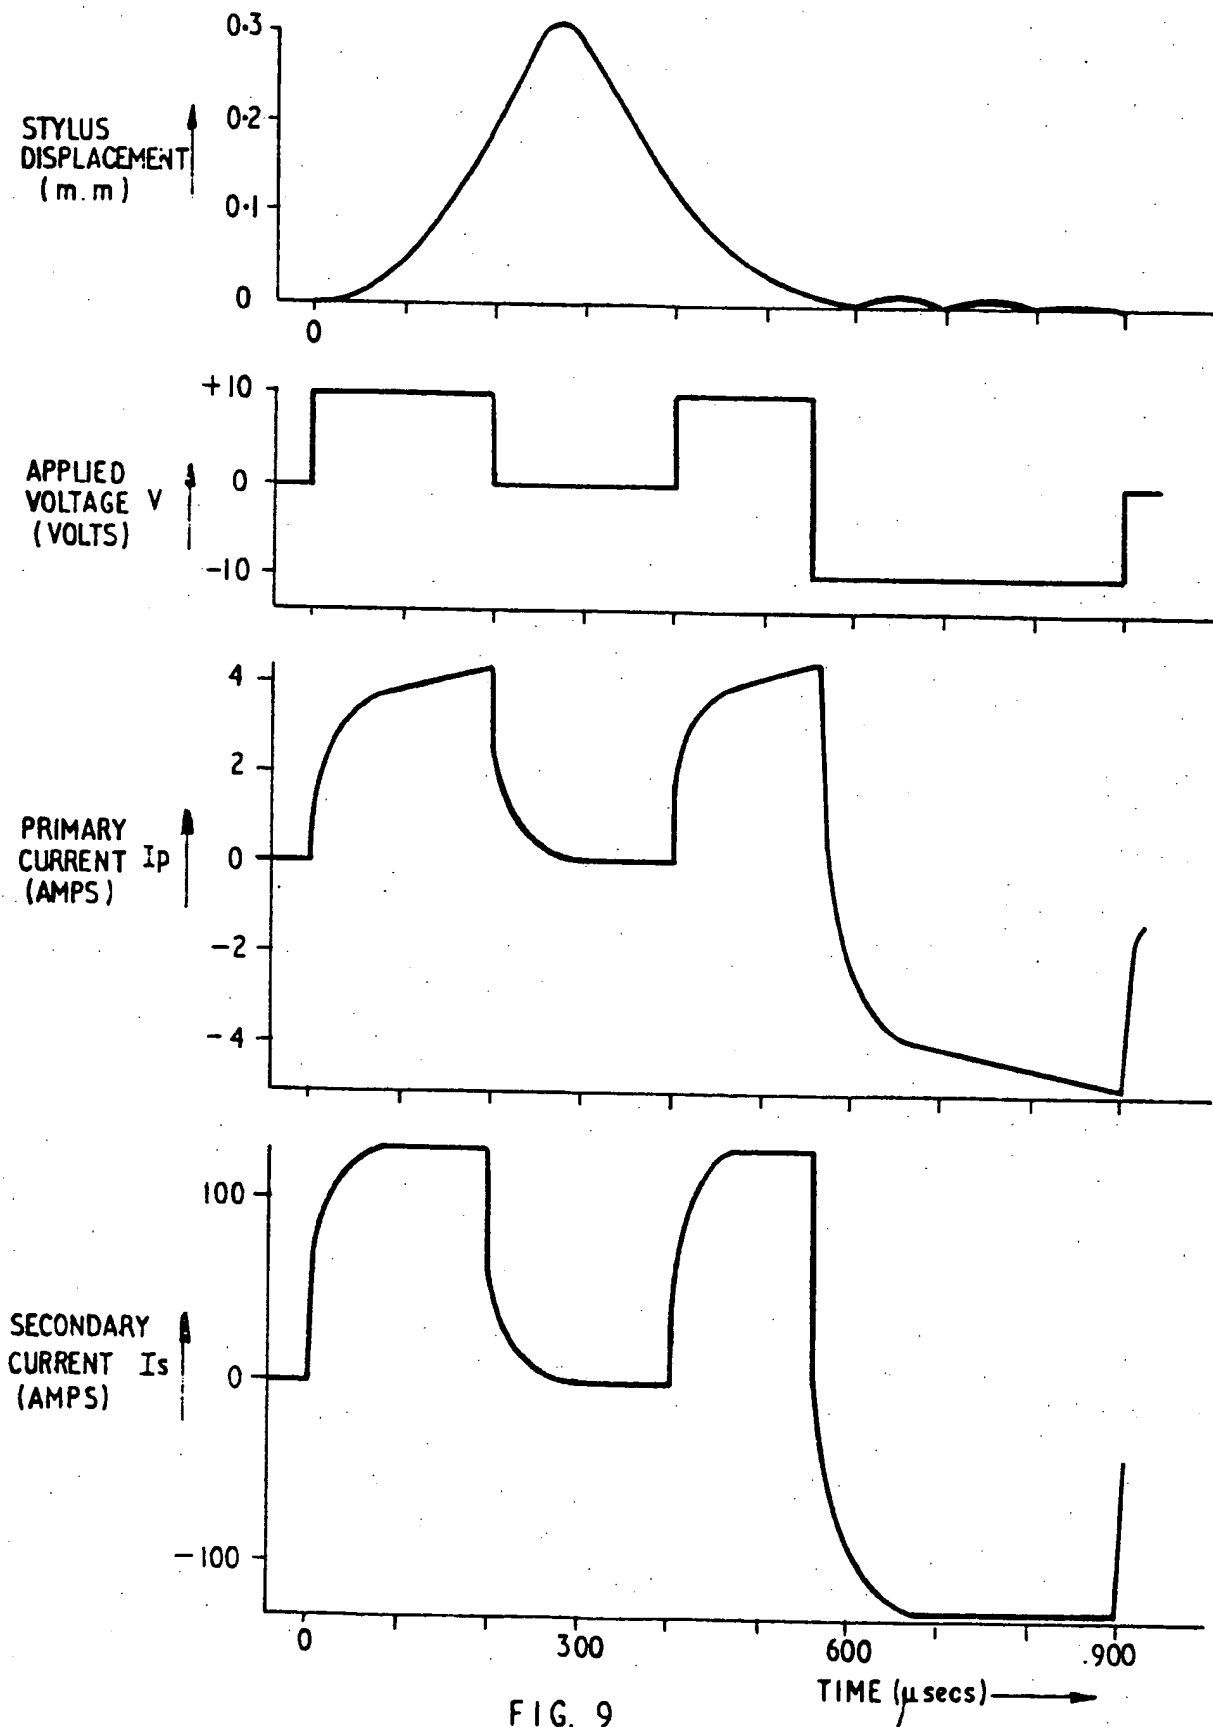 0.3
0.2
0.1
0
STYLUS
DISPLACEMENT
(m.m)
0
+10
0
-10
APPLIED
VOLTAGE V
(VOLTS)
4
2
0
-2
-4
PRIMARY
CURRENT Ip
(AMPS)
100
0
-100
SECONDARY
CURRENT Is
(AMPS)
0 300 600 .900
TIME (μsecs)
FIG. 9